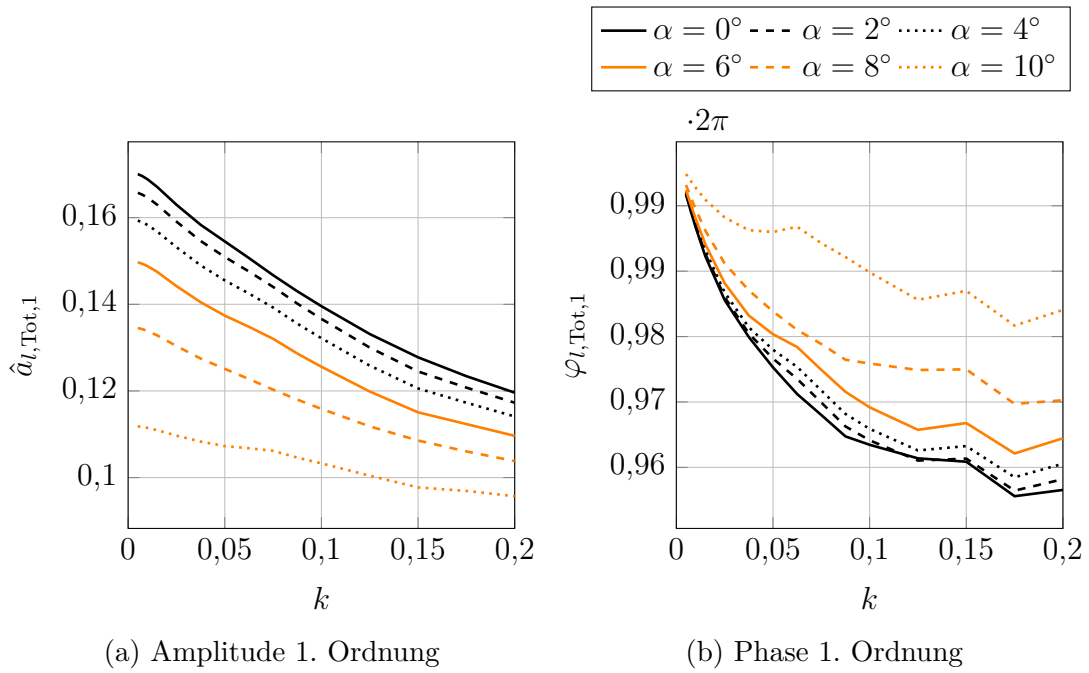 α = 0° α = 2° α = 4°
α = 6° α = 8° α = 10°
·2π
0,16
0,14
0,12
0,1
â_{l,Tot,1}
0 0,05 0,1 0,15 0,2
k
(a) Amplitude 1. Ordnung
0,99
0,99
0,98
0,97
0,96
φ_{l,Tot,1}
0 0,05 0,1 0,15 0,2
k
(b) Phase 1. Ordnung